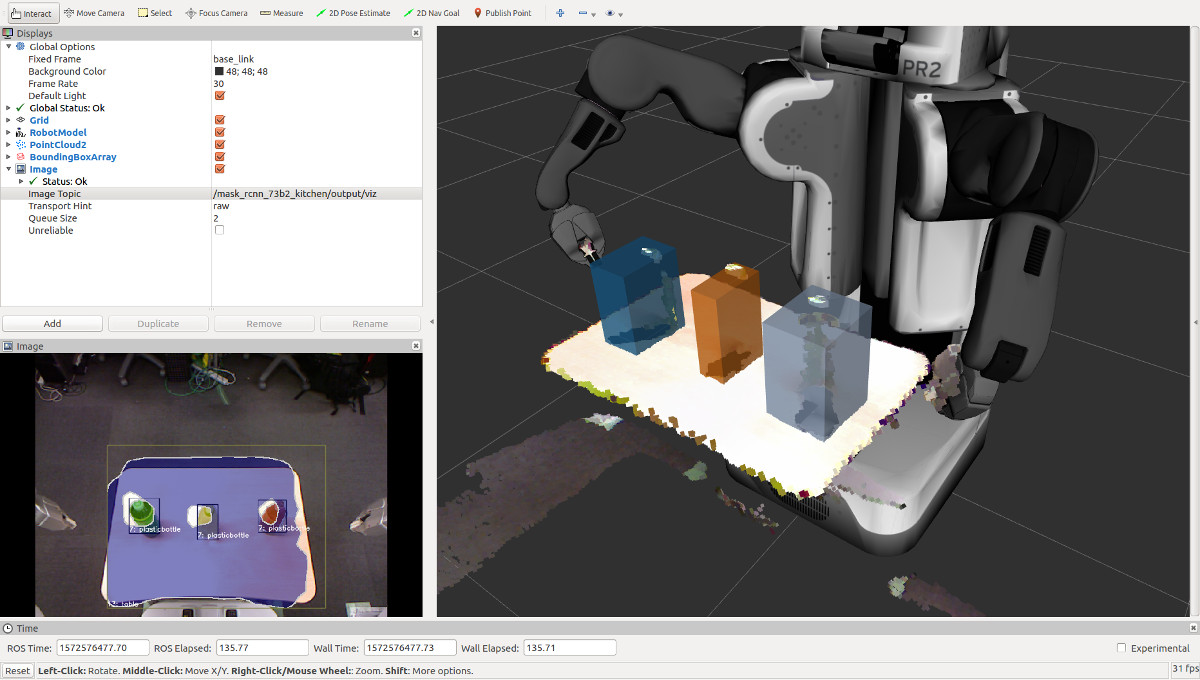 Interact Move Camera Select Focus Camera Measure 2D Pose Estimate 2D Nav Goal Publish Point
Displays
Global Options
Fixed Frame base_link
Background Color 48; 48; 48
Frame Rate 30
Default Light
Global Status: Ok
Grid
RobotModel
PointCloud2
BoundingBoxArray
Image
Status: Ok
Image Topic /mask_rcnn_73b2_kitchen/output/viz
Transport Hint raw
Queue Size 2
Unreliable
Add Duplicate Remove Rename
Image
7: plasticbottle
7: plasticbottle
7: plasticbottle
PR2
Time
ROS Time: 1572576477.70 ROS Elapsed: 135.77 Wall Time: 1572576477.73 Wall Elapsed: 135.71 Experimental
Reset Left-Click: Rotate. Middle-Click: Move X/Y. Right-Click/Mouse Wheel:: Zoom. Shift: More options. 31 fps